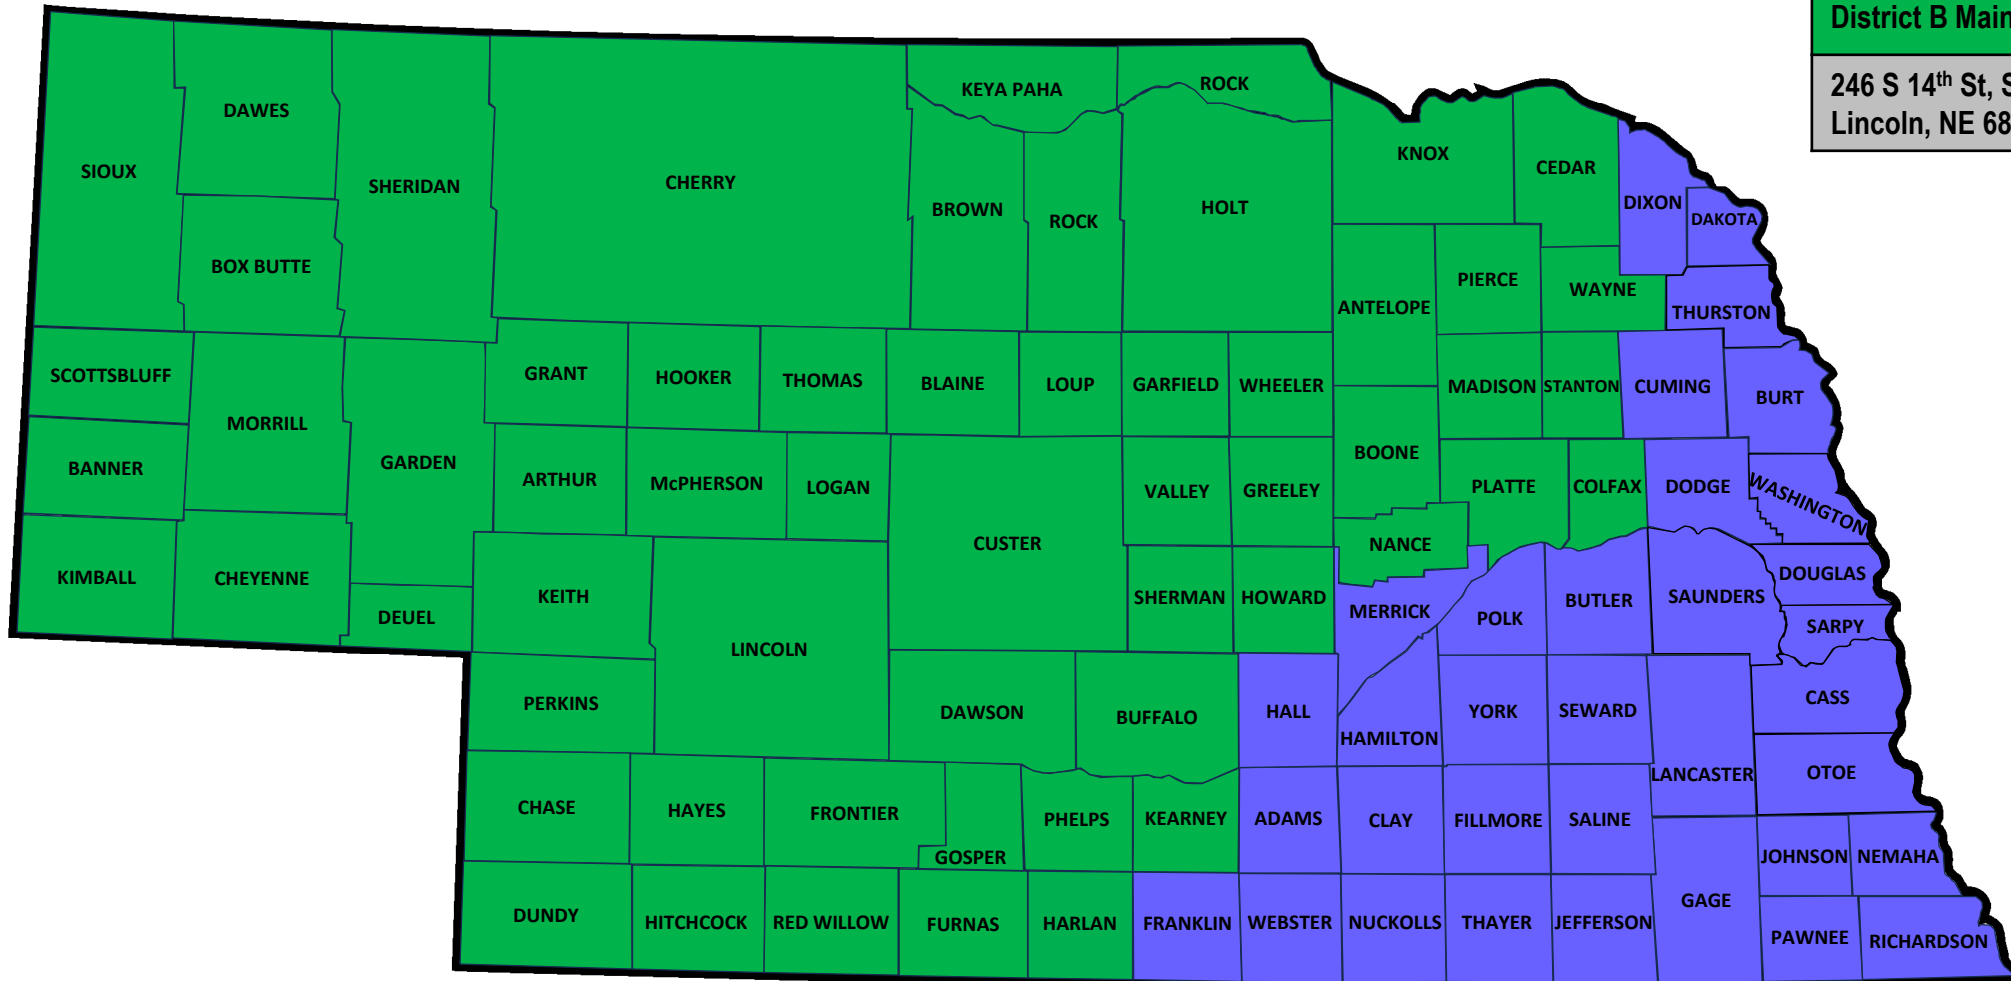 District B Main
246 S 14th St, S
Lincoln, NE 68
KEYA PAHA
ROCK
DAWES
SIOUX
SHERIDAN
CHERRY
BROWN
ROCK
HOLT
KNOX
CEDAR
DIXON
DAKOTA
BOX BUTTE
ANTELOPE
PIERCE
WAYNE
THURSTON
SCOTTSBLUFF
MORRILL
GARDEN
GRANT
HOOKER
THOMAS
BLAINE
LOUP
GARFIELD
WHEELER
MADISON
STANTON
CUMING
BURT
BANNER
ARTHUR
McPHERSON
LOGAN
CUSTER
VALLEY
GREELEY
BOONE
PLATTE
COLFAX
DODGE
WASHINGTON
NANCE
KIMBALL
CHEYENNE
DEUEL
KEITH
LINCOLN
SHERMAN
HOWARD
MERRICK
POLK
BUTLER
SAUNDERS
DOUGLAS
SARPY
PERKINS
DAWSON
BUFFALO
HALL
HAMILTON
YORK
SEWARD
LANCASTER
CASS
OTOE
CHASE
HAYES
FRONTIER
GOSPER
PHELPS
KEARNEY
ADAMS
CLAY
FILLMORE
SALINE
JOHNSON
NEMAHA
DUNDY
HITCHCOCK
RED WILLOW
FURNAS
HARLAN
FRANKLIN
WEBSTER
NUCKOLLS
THAYER
JEFFERSON
GAGE
PAWNEE
RICHARDSON